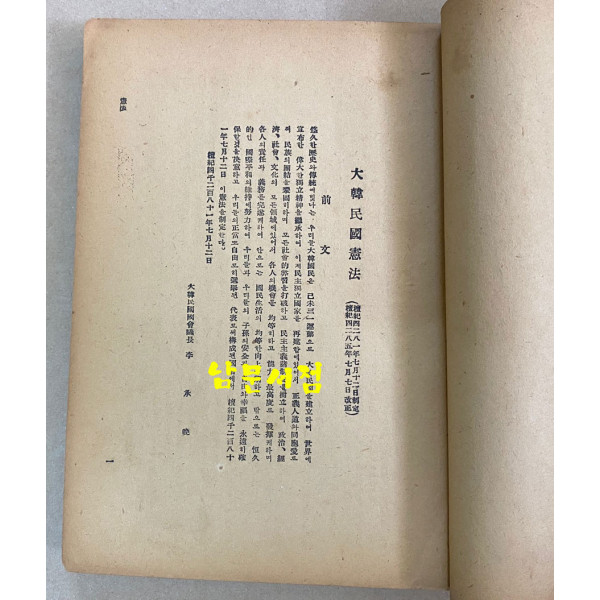 大韓民國憲法
(檀紀四二八一年七月十二日制定
檀紀四二八五年七月七日改正)
前文
悠久한 歷史와 傳統에 빛나는 우리들 大韓國民은 己未三一運動으로 大韓民國을 建立하여 世界에
宣布한 偉大한 獨立精神을 繼承하여 이제 民主獨立國家를 再建함에있어서 正義人道와 同胞愛로
써 民族의 團結을 鞏固히하며 모든 社會的弊習을 打破하고 民主主義諸制度를 樹立하여 政治、經
濟、社會、文化의 모든 領域에있어서 各人의 機會를 均等히하고 能力을 最高度로 發揮케하며
各人의 責任과 義務를 完遂케하여 안으로는 國民生活의 均等한向上을期하고 밖으로는 恒久
的인 國際平和의 維持에努力하여 우리들과 우리들의 子孫의 安全과 自由와 幸福을 永遠히確
保할것을 決意하고 우리들의 正當또自由로히 選擧된 代表로써 構成된 國會에서 檀紀四千二百八十
一年七月十二日 이 憲法을 制定한다。
檀紀四千二百八十一年七月十二日
大韓民國國會議長 李承晩
憲法
一
一
남문서점